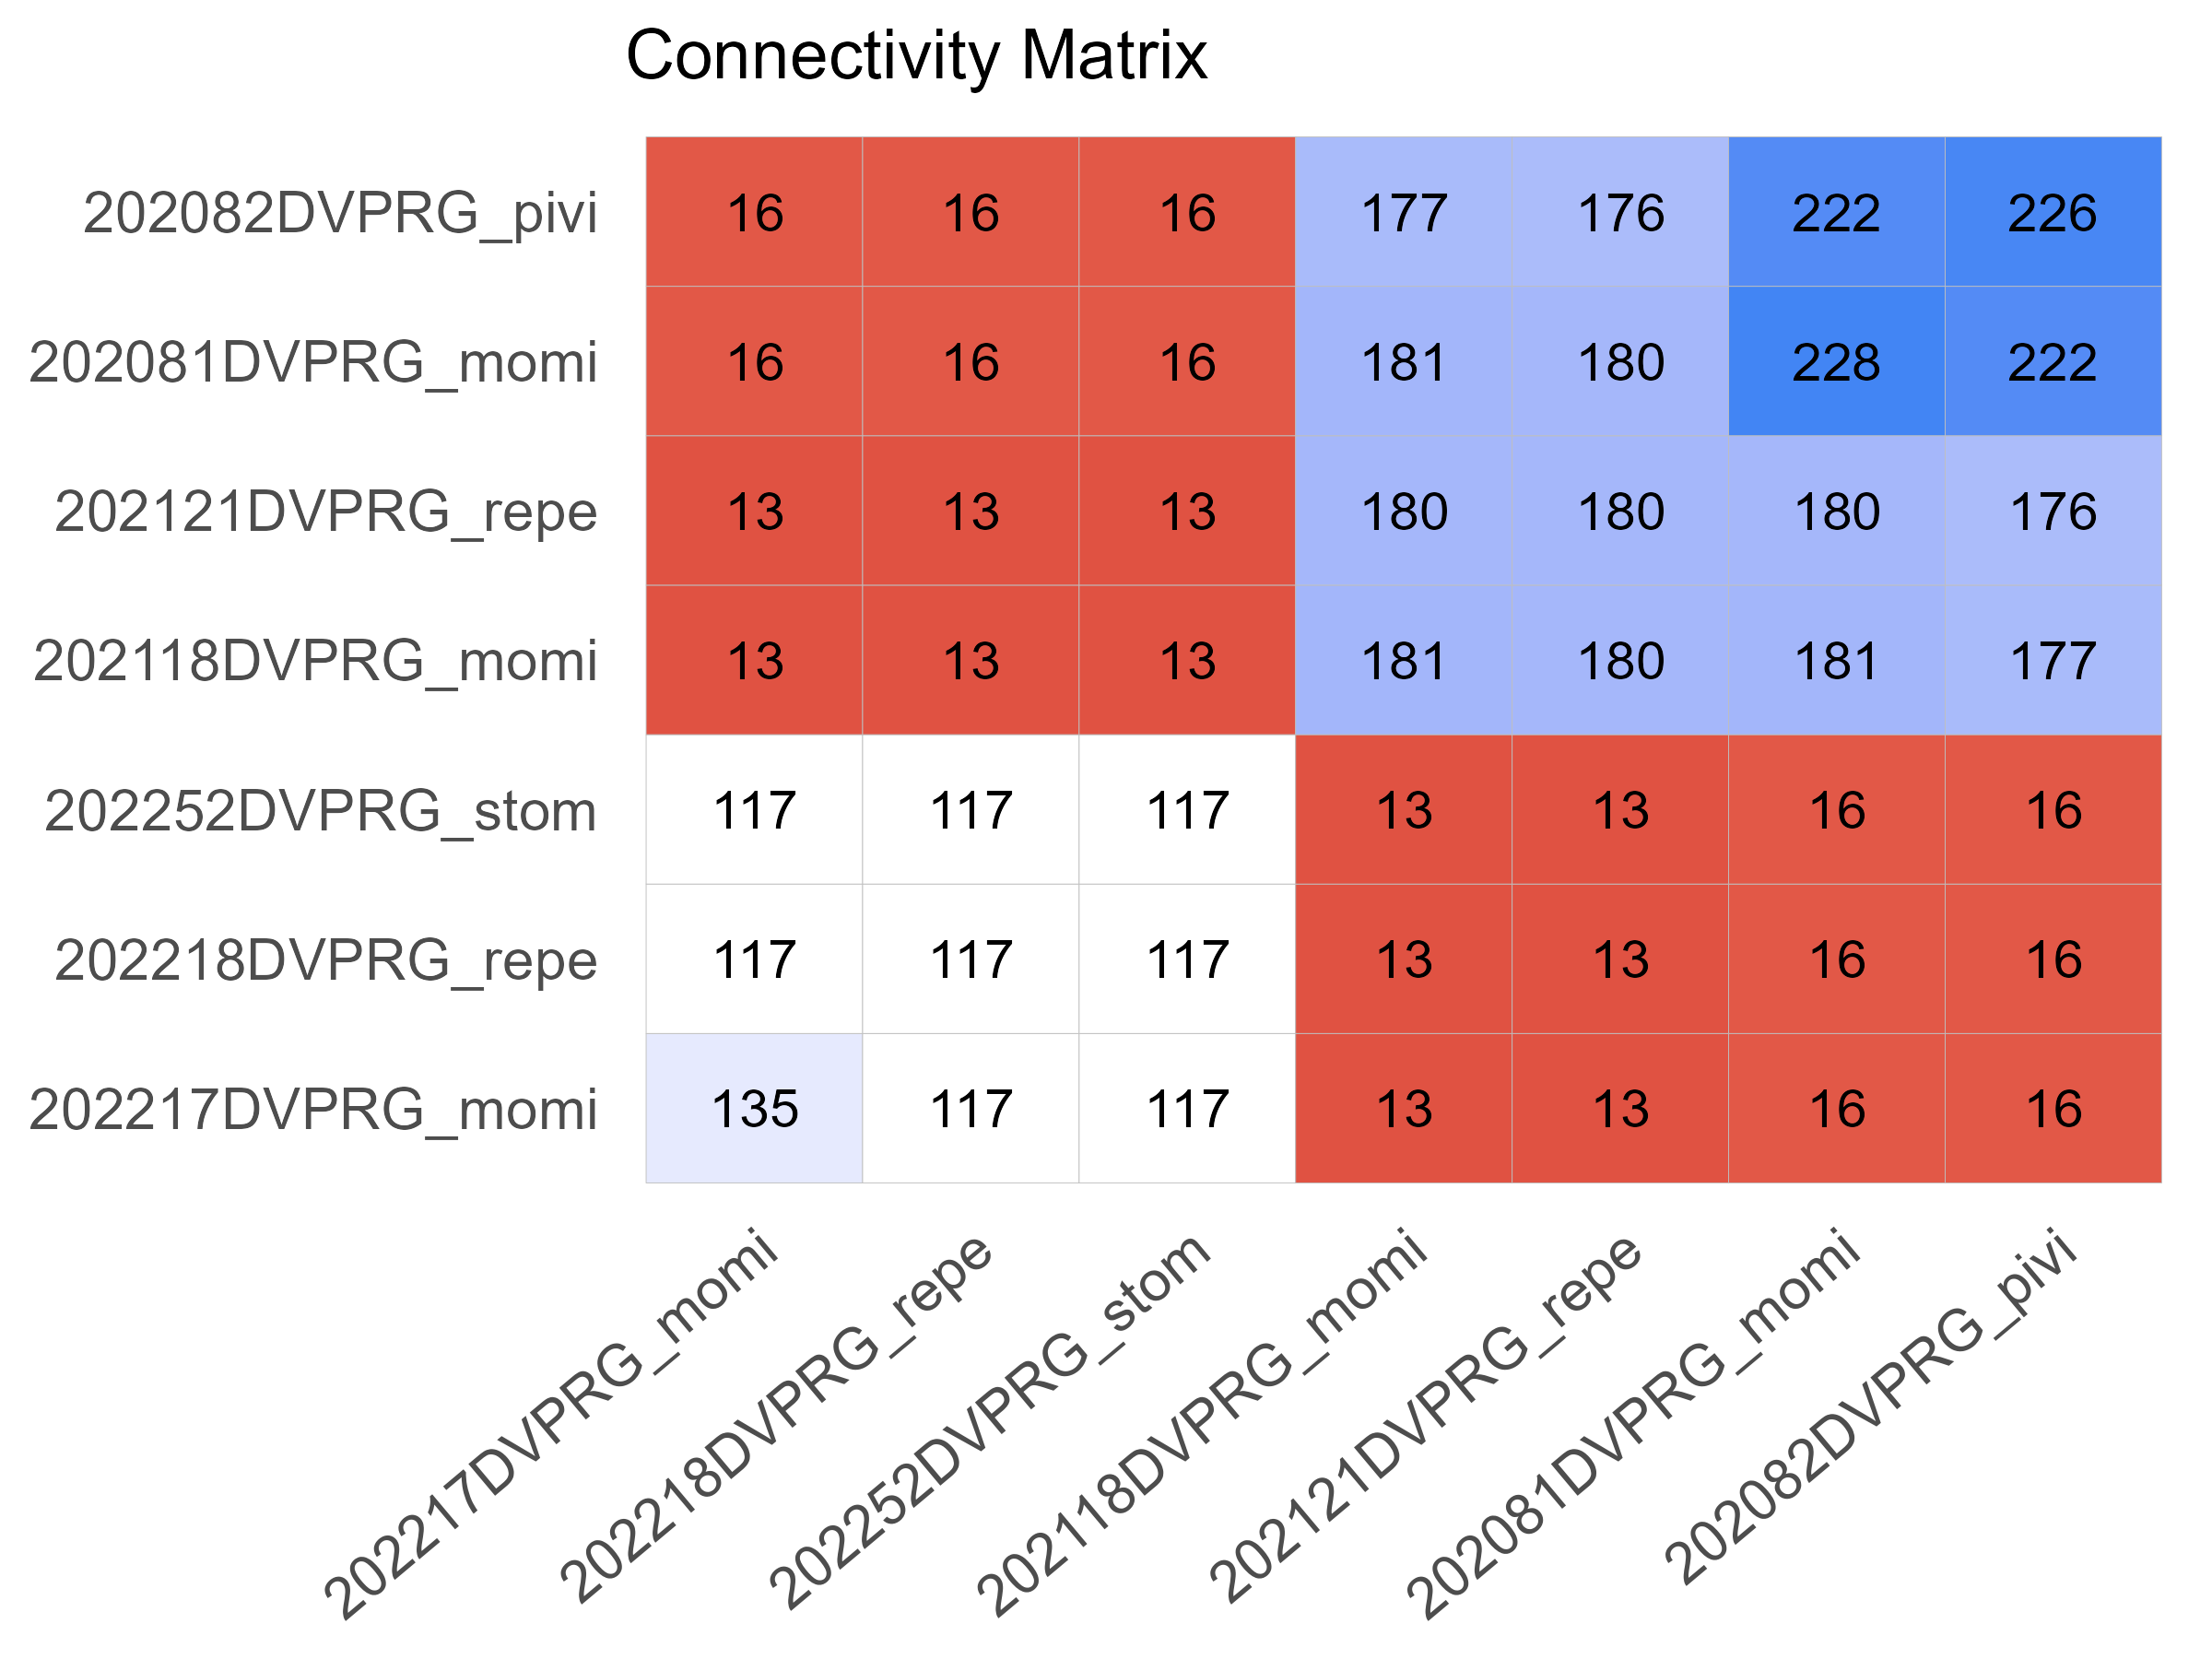 Connectivity Matrix
202082DVPRG_pivi 16 16 16 177 176 222 226
202081DVPRG_momi 16 16 16 181 180 228 222
202121DVPRG_repe 13 13 13 180 180 180 176
202118DVPRG_momi 13 13 13 181 180 181 177
202252DVPRG_stom 117 117 117 13 13 16 16
202218DVPRG_repe 117 117 117 13 13 16 16
202217DVPRG_momi 135 117 117 13 13 16 16
202217DVPRG_momi
202218DVPRG_repe
202252DVPRG_stom
202118DVPRG_momi
202121DVPRG_repe
202081DVPRG_momi
202082DVPRG_pivi